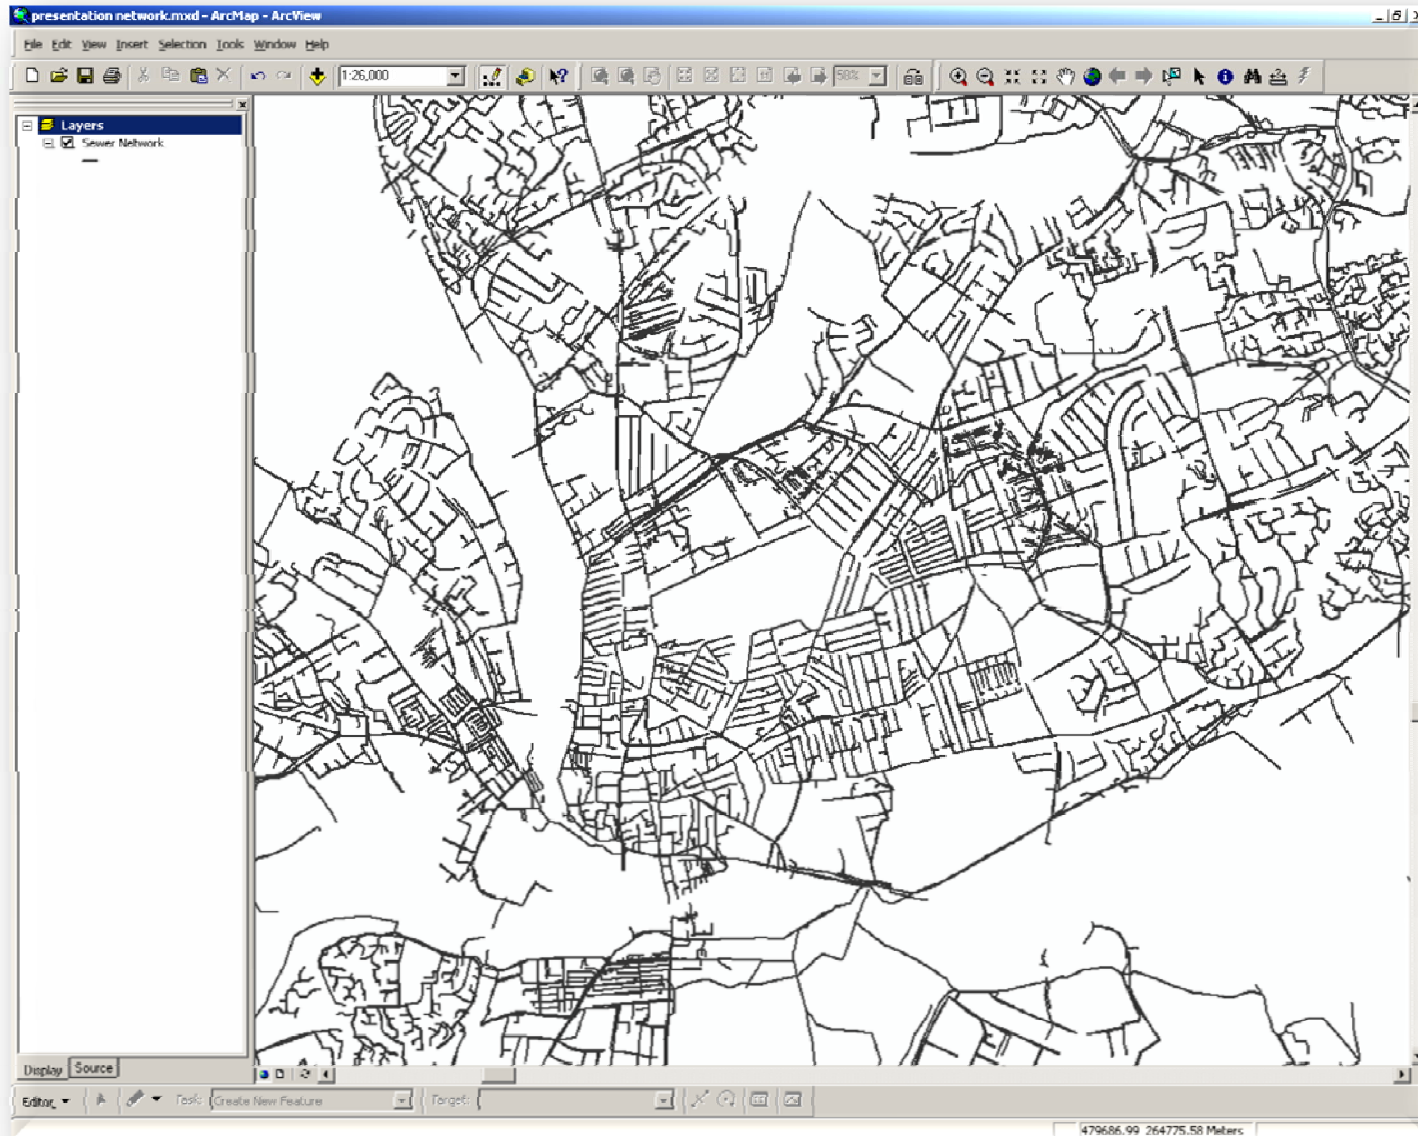 presentation network.mxd - ArcMap - ArcView
File Edit View Insert Selection Tools Window Help
1:26,000
58%
Layers
Sewer Network
Display Source
Editor Task: Create New Feature Target:
479686.99 264775.58 Meters